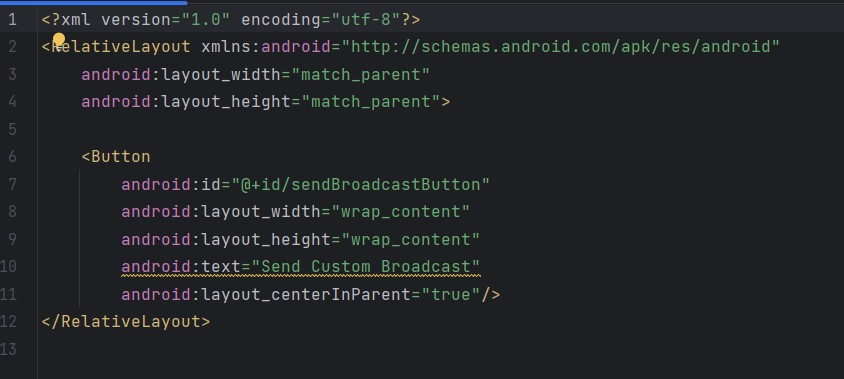 1 <?xml version="1.0" encoding="utf-8"?>
2 <RelativeLayout xmlns:android="http://schemas.android.com/apk/res/android"
3     android:layout_width="match_parent"
4     android:layout_height="match_parent">
5
6     <Button
7         android:id="@+id/sendBroadcastButton"
8         android:layout_width="wrap_content"
9         android:layout_height="wrap_content"
10         android:text="Send Custom Broadcast"
11         android:layout_centerInParent="true"/>
12 </RelativeLayout>
13